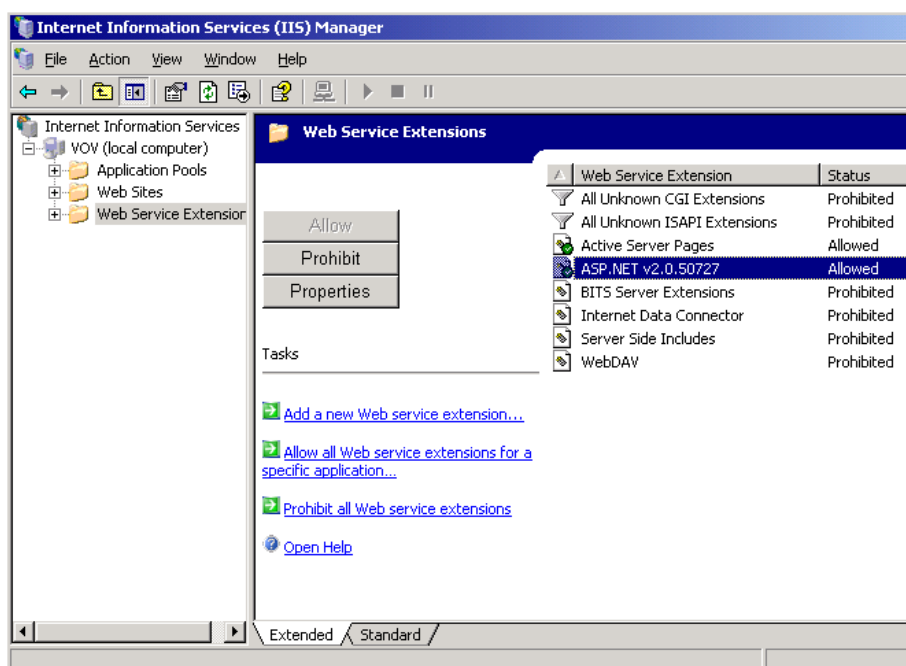 Internet Information Services (IIS) Manager
File Action View Window Help
Internet Information Services
VOV (local computer)
Application Pools
Web Sites
Web Service Extension
Web Service Extensions
Allow
Prohibit
Properties
Tasks
Add a new Web service extension...
Allow all Web service extensions for a
specific application...
Prohibit all Web service extensions
Open Help
Web Service Extension Status
All Unknown CGI Extensions Prohibited
All Unknown ISAPI Extensions Prohibited
Active Server Pages Allowed
ASP.NET v2.0.50727 Allowed
BITS Server Extensions Prohibited
Internet Data Connector Prohibited
Server Side Includes Prohibited
WebDAV Prohibited
Extended Standard